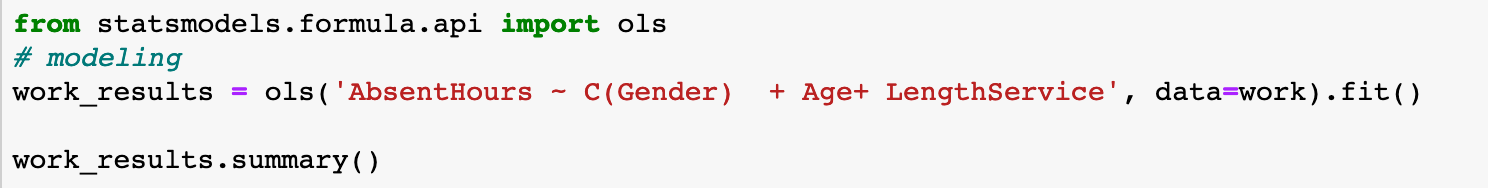 from statsmodels.formula.api import ols
# modeling
work_results = ols('AbsentHours ~ C(Gender)  + Age+ LengthService', data=work).fit()
work_results.summary()